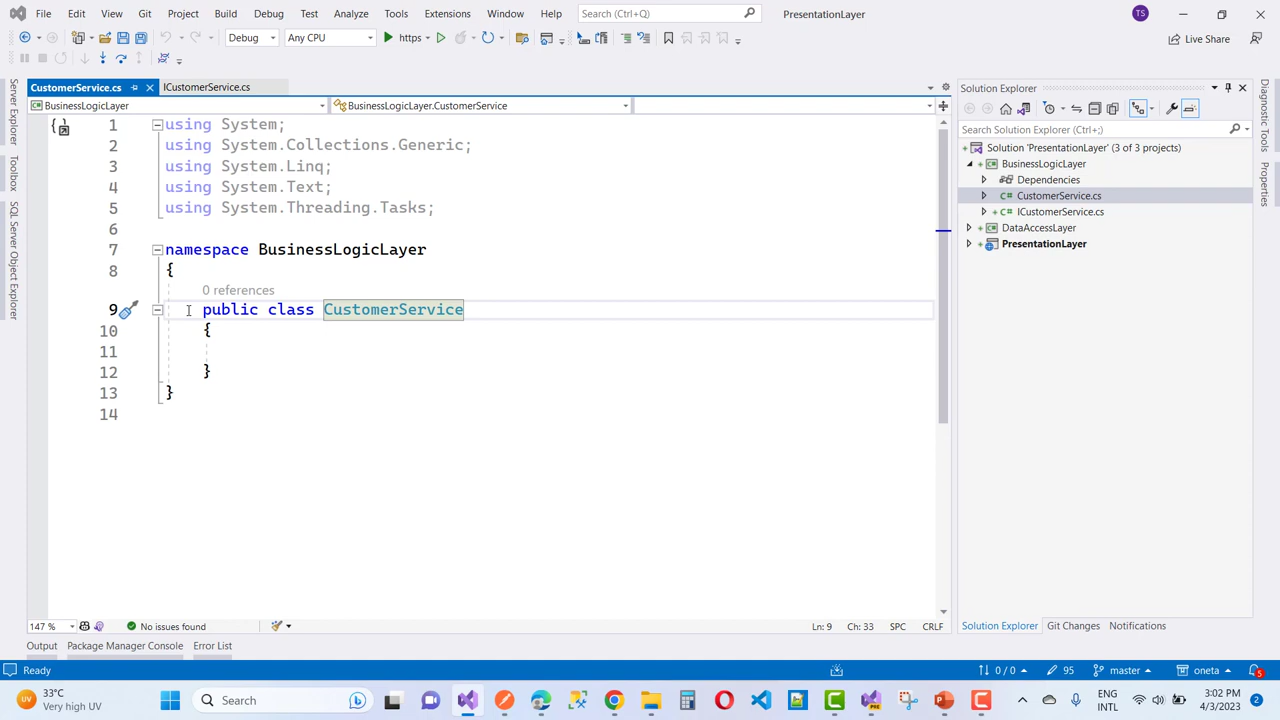 File Edit View Git Project Build Debug Test Analyze Tools Extensions Window Help Search (Ctrl+Q) PresentationLayer TS
Debug Any CPU https Live Share
CustomerService.cs ICustomerService.cs
BusinessLogicLayer BusinessLogicLayer.CustomerService
Server Explorer
Toolbox
SQL Server Object Explorer
1 using System;
2 using System.Collections.Generic;
3 using System.Linq;
4 using System.Text;
5 using System.Threading.Tasks;
6
7 namespace BusinessLogicLayer
8 {
0 references
9 public class CustomerService
10 {
11
12 }
13 }
14
147 % No issues found Ln: 9 Ch: 33 SPC CRLF
Output Package Manager Console Error List
Solution Explorer
Search Solution Explorer (Ctrl+;)
Solution 'PresentationLayer' (3 of 3 projects)
BusinessLogicLayer
Dependencies
C# CustomerService.cs
C# ICustomerService.cs
DataAccessLayer
PresentationLayer
Solution Explorer Git Changes Notifications
Diagnostic Tools
Properties
Ready 0 / 0 95 master oneta 5
33°C
Very high UV
Search
ENG
INTL
3:02 PM
4/3/2023
2